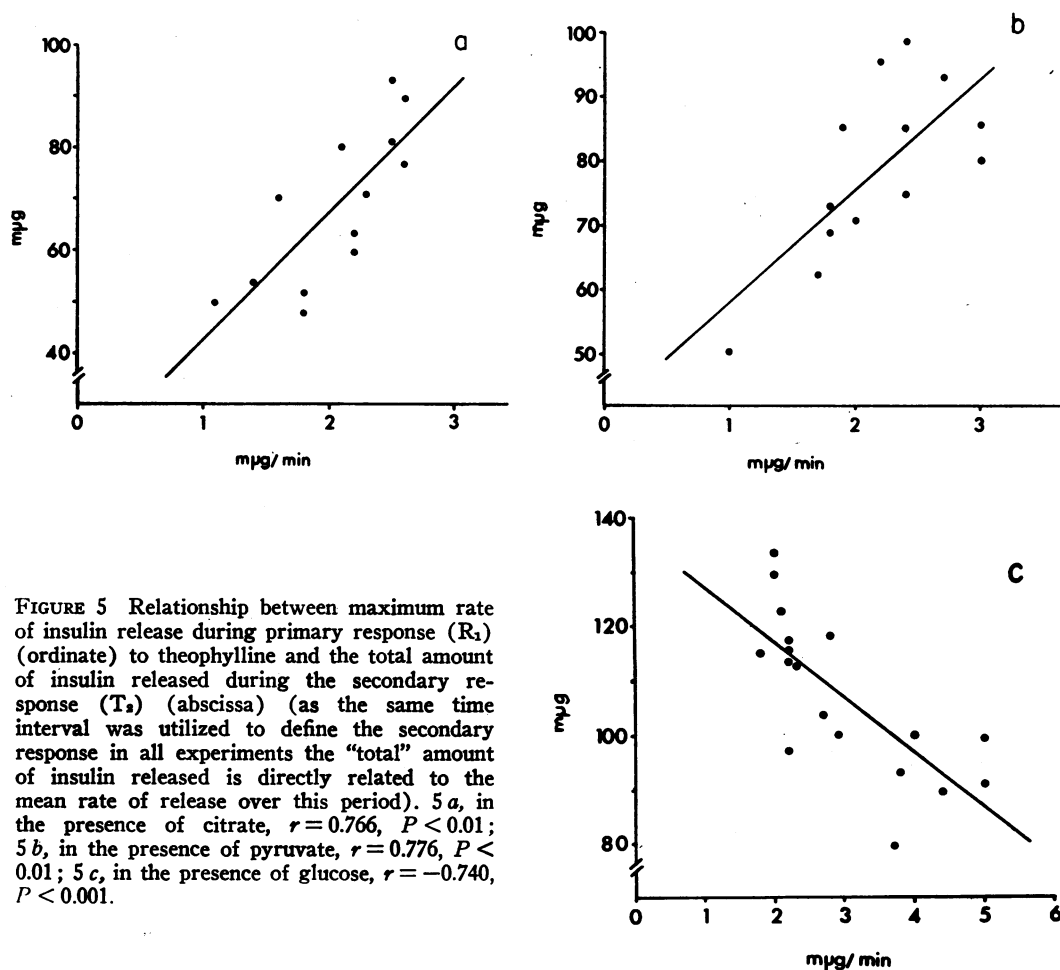 a
100
80
60
40
mµg
0 1 2 3
mµg/min
b
100
90
80
70
60
50
mµg
0 1 2 3
mµg/min
FIGURE 5 Relationship between maximum rate
of insulin release during primary response (R₁)
(ordinate) to theophylline and the total amount
of insulin released during the secondary re-
sponse (T₂) (abscissa) (as the same time
interval was utilized to define the secondary
response in all experiments the “total” amount
of insulin released is directly related to the
mean rate of release over this period). 5 a, in
the presence of citrate, r = 0.766, P < 0.01;
5 b, in the presence of pyruvate, r = 0.776, P <
0.01; 5 c, in the presence of glucose, r = −0.740,
P < 0.001.
c
140
120
100
80
mµg
0 1 2 3 4 5 6
mµg/min